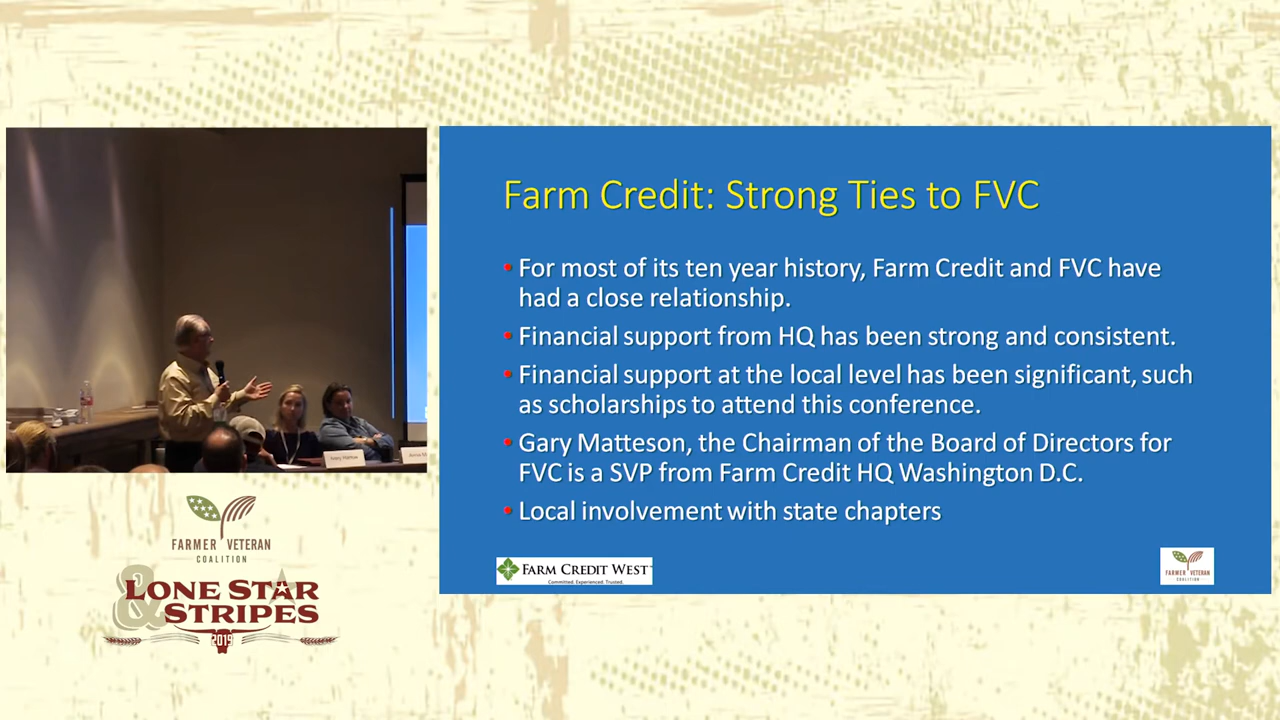 Farm Credit: Strong Ties to FVC
• For most of its ten year history, Farm Credit and FVC have
had a close relationship.
• Financial support from HQ has been strong and consistent.
• Financial support at the local level has been significant, such
as scholarships to attend this conference.
• Gary Matteson, the Chairman of the Board of Directors for
FVC is a SVP from Farm Credit HQ Washington D.C.
• Local involvement with state chapters
FARM CREDIT WEST
Committed. Experienced. Trusted.
FARMER VETERAN
COALITION
FARMER VETERAN
COALITION
& LONE STAR
STRIPES
2019